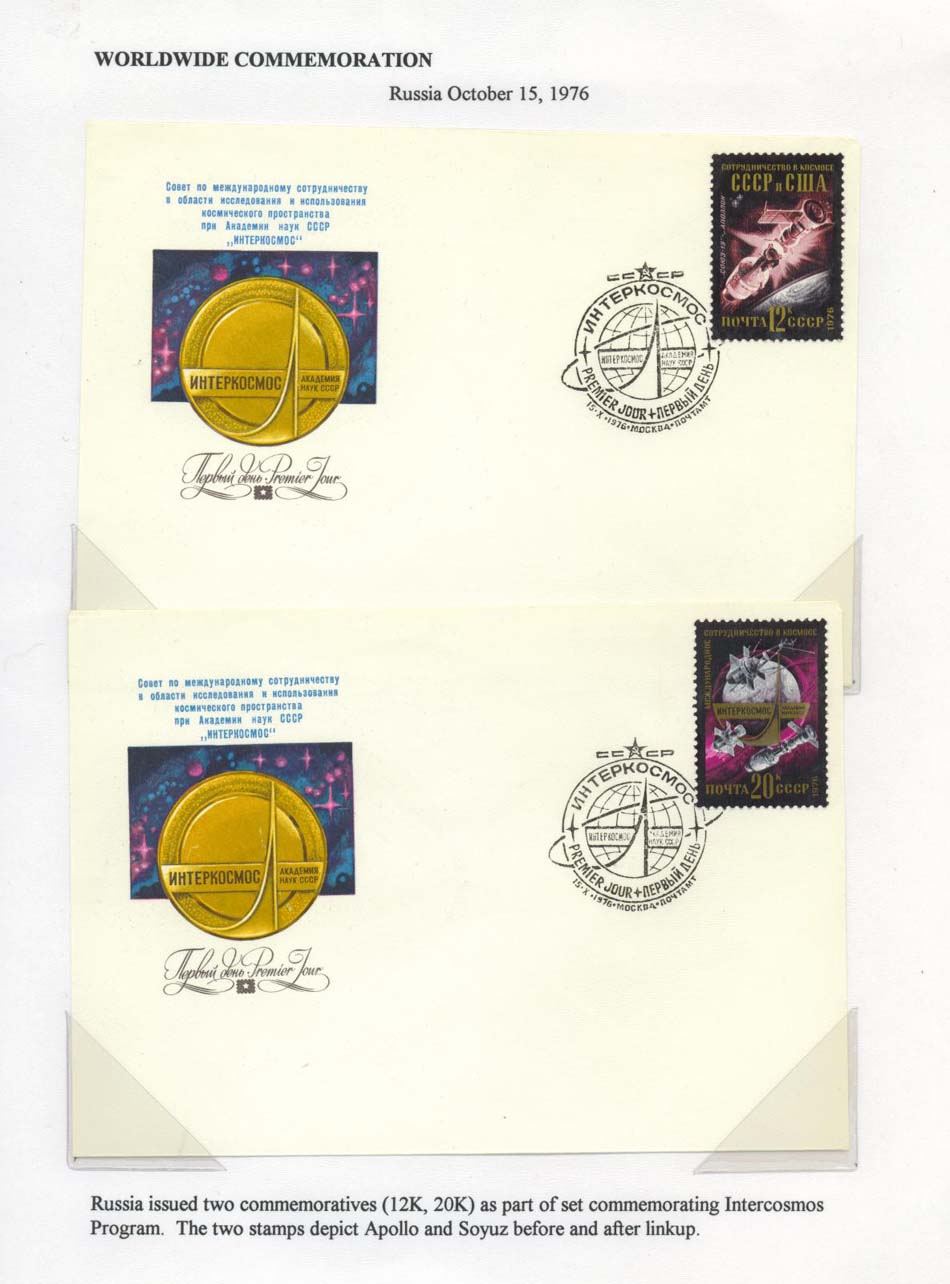 WORLDWIDE COMMEMORATION
Russia October 15, 1976
Совет по международному сотрудничеству
в области исследования и использования
космического пространства
при Академии наук СССР
„ИНТЕРКОСМОС“
ИНТЕРКОСМОС
АКАДЕМИЯ
НАУК СССР
Первый день · Premier Jour
СССР
ИНТЕРКОСМОС
ИНТЕРКОСМОС
АКАДЕМИЯ
НАУК СССР
PREMIER JOUR+ПЕРВЫЙ ДЕНЬ
15·X·1976·МОСКВА·ПОЧТАМТ
СОТРУДНИЧЕСТВО В КОСМОСЕ
СССР и США
„СОЮЗ-19“-„АПОЛЛОН“
ПОЧТА 12К СССР
1976
Совет по международному сотрудничеству
в области исследования и использования
космического пространства
при Академии наук СССР
„ИНТЕРКОСМОС“
ИНТЕРКОСМОС
АКАДЕМИЯ
НАУК СССР
Первый день · Premier Jour
СССР
ИНТЕРКОСМОС
ИНТЕРКОСМОС
АКАДЕМИЯ
НАУК СССР
PREMIER JOUR+ПЕРВЫЙ ДЕНЬ
15·X·1976·МОСКВА·ПОЧТАМТ
МЕЖДУНАРОДНОЕ
СОТРУДНИЧЕСТВО В КОСМОСЕ
ИНТЕРКОСМОС
АКАДЕМИЯ
НАУК СССР
ПОЧТА 20К СССР
1976
Russia issued two commemoratives (12K, 20K) as part of set commemorating Intercosmos
Program. The two stamps depict Apollo and Soyuz before and after linkup.